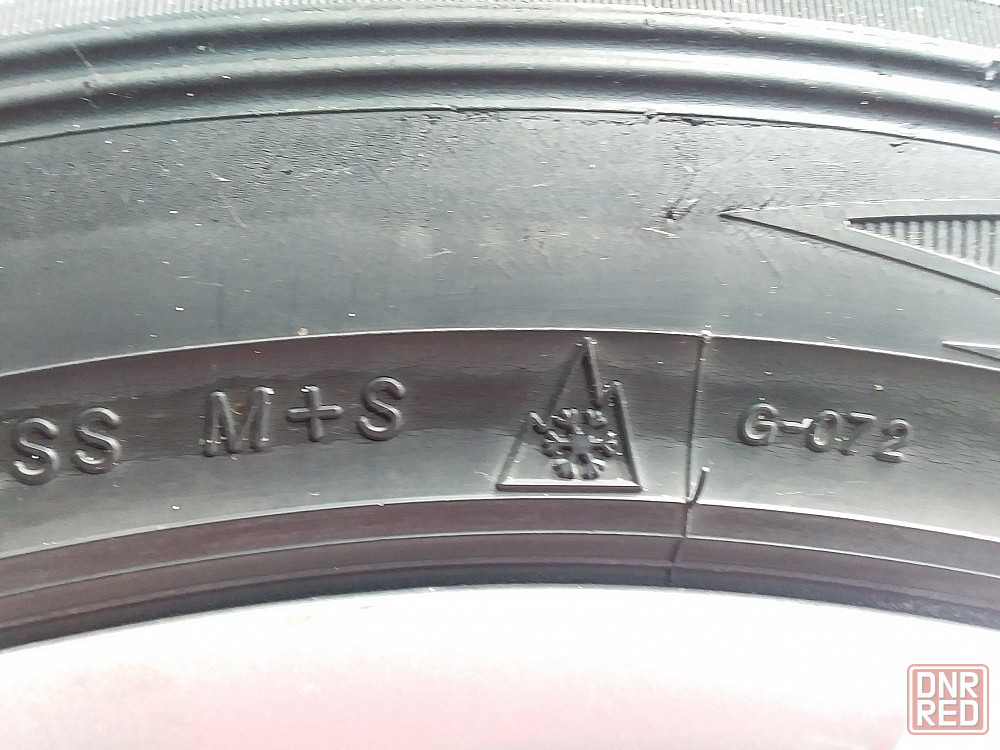 SS M+S G-072
DNR
RED